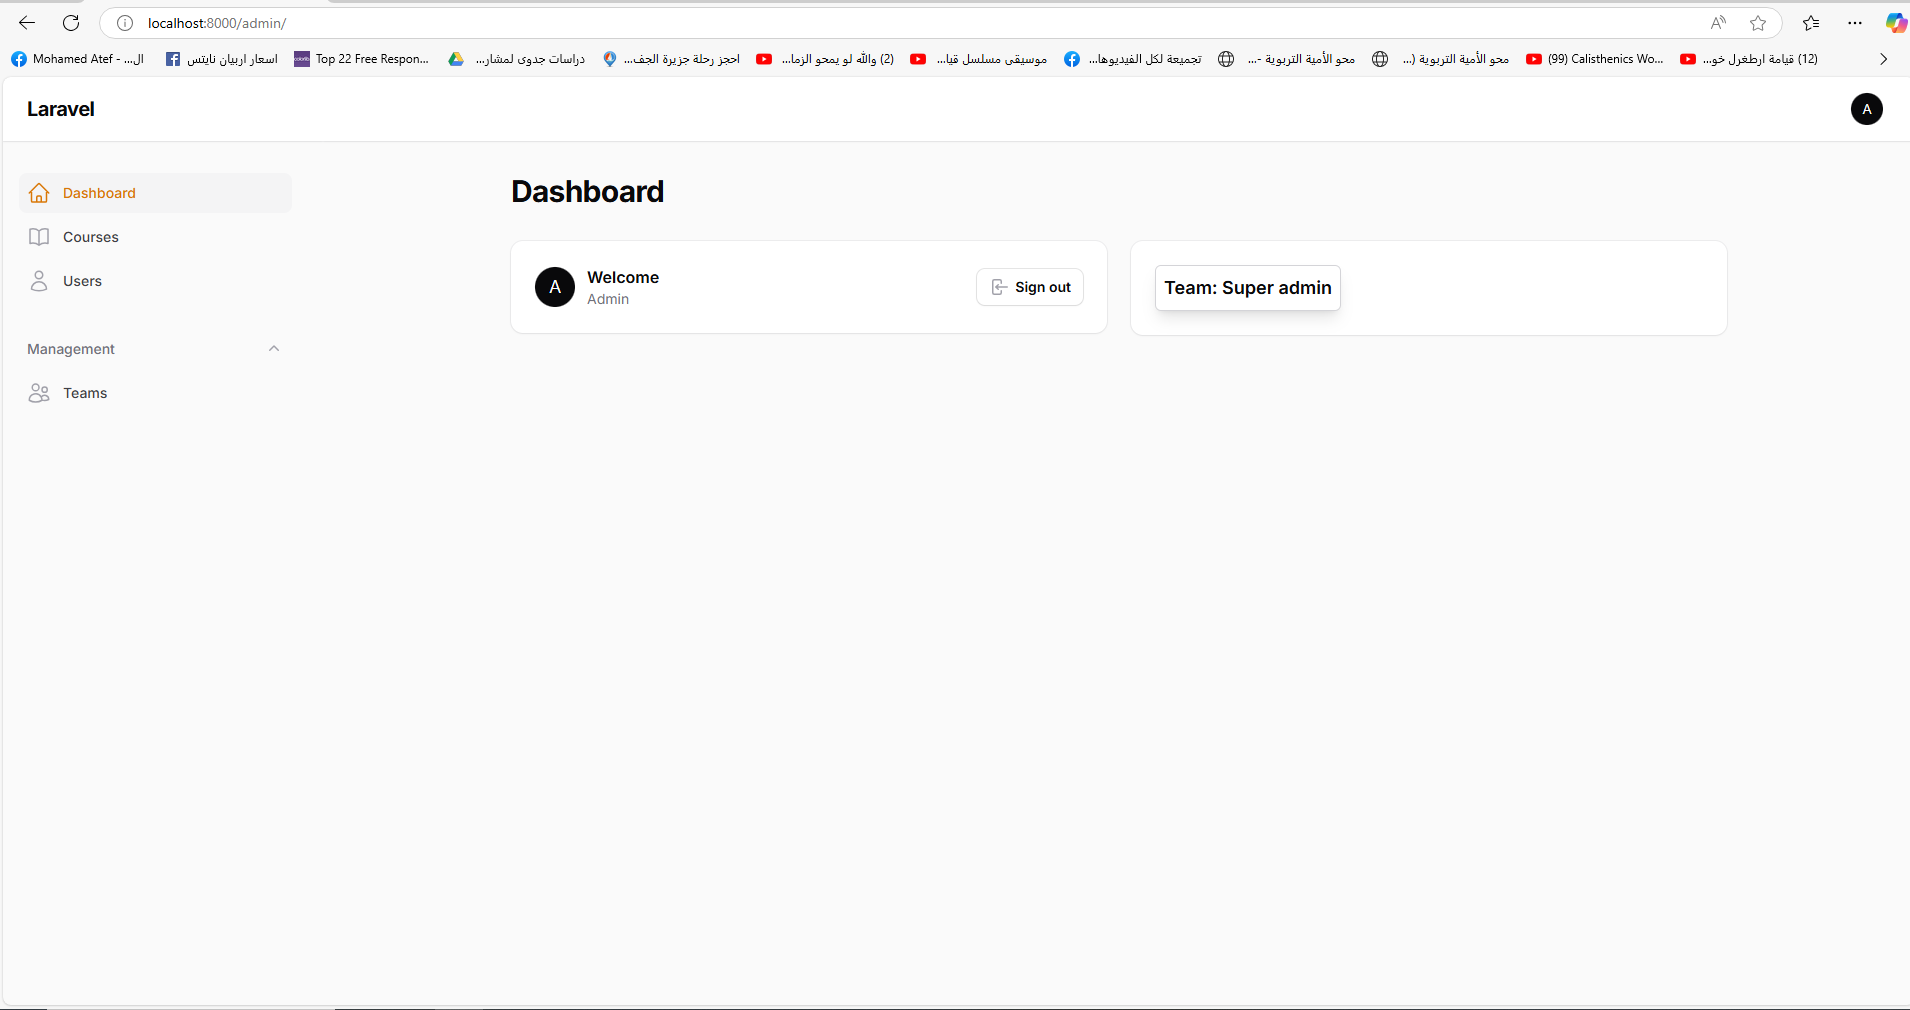 localhost:8000/admin/
Mohamed Atef - ...ال
اسعار اربيان نايتس
Top 22 Free Respon...
دراسات جدوى لمشار...
احجز رحلة جزيرة الجف...
(2) والله لو يمحو الزما...
موسيقى مسلسل قيا...
تجميعة لكل الفيديوها...
محو الأمية التربوية -...
محو الأمية التربوية (...
(99) Calisthenics Wo...
(12) قيامة ارطغرل خو...
Laravel
A
Dashboard
Courses
Users
Management
Teams
Dashboard
A
Welcome
Admin
Sign out
Team: Super admin